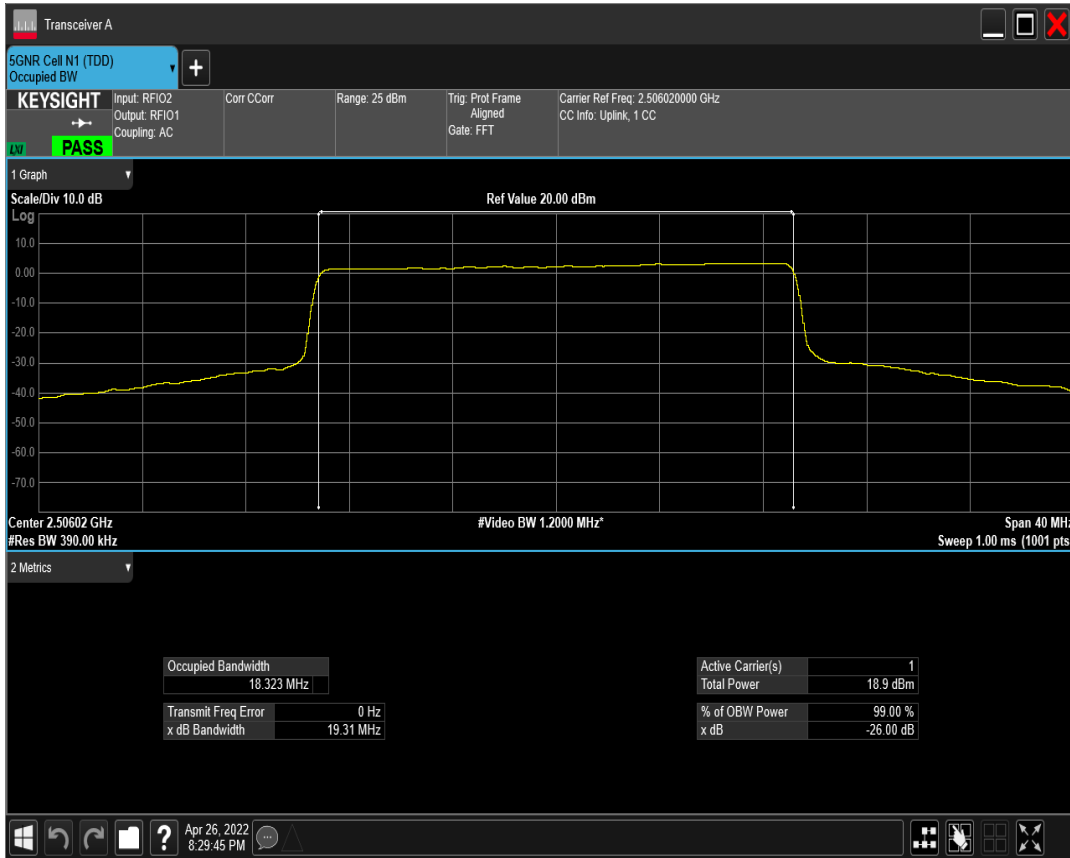 Transceiver A
5GNR Cell N1 (TDD)
Occupied BW
KEYSIGHT
LXI
PASS
Input: RFIO2
Output: RFIO1
Coupling: AC
Corr CCorr
Range: 25 dBm
Trig: Prot Frame
Aligned
Gate: FFT
Carrier Ref Freq: 2.506020000 GHz
CC Info: Uplink, 1 CC
1 Graph
Scale/Div 10.0 dB
Ref Value 20.00 dBm
Log
10.0
0.00
-10.0
-20.0
-30.0
-40.0
-50.0
-60.0
-70.0
Center 2.50602 GHz
#Video BW 1.2000 MHz*
Span 40 MHz
#Res BW 390.00 kHz
Sweep 1.00 ms (1001 pts
2 Metrics
Occupied Bandwidth
18.323 MHz
Transmit Freq Error 0 Hz
x dB Bandwidth 19.31 MHz
Active Carrier(s) 1
Total Power 18.9 dBm
% of OBW Power 99.00 %
x dB -26.00 dB
?
Apr 26, 2022
8:29:45 PM